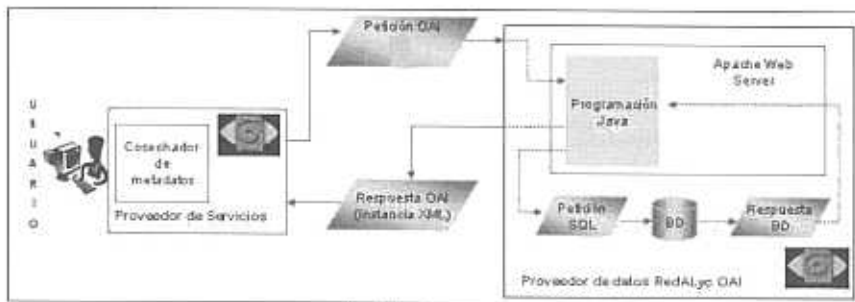 Petición OAI
Apache Web
Server
Programación
Java
USUARIO
Cosechador
de
metadatos
Proveedor de Servicios
Respuesta OAI
(Instancia XML)
Petición
SQL
BD
Respuesta
BD
Proveedor de datos RedALyc OAI